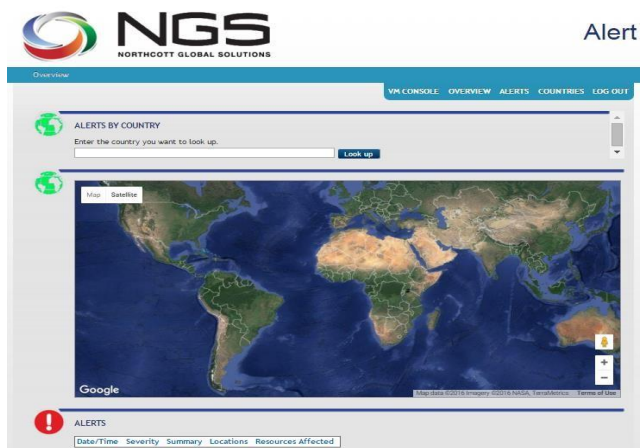 NGS
NORTHCOTT GLOBAL SOLUTIONS
Alert
Overview
VM CONSOLE OVERVIEW ALERTS COUNTRIES LOG OUT
ALERTS BY COUNTRY
Enter the country you want to look up.
Look up
Map Satellite
Google
Map data ©2016 Imagery ©2016 NASA, TerraMetrics Terms of Use
ALERTS
Date/Time Severity Summary Locations Resources Affected